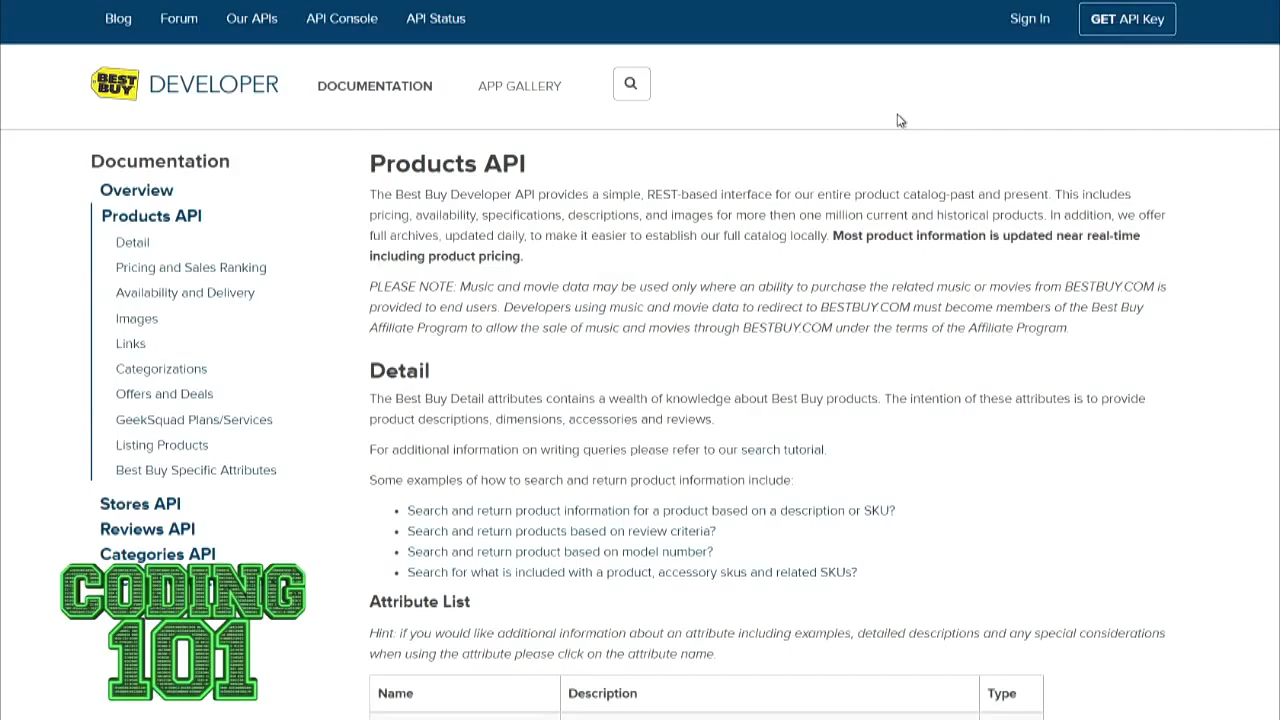 Blog Forum Our APIs API Console API Status Sign In GET API Key
BEST BUY DEVELOPER DOCUMENTATION APP GALLERY
Documentation
Overview
Products API
Detail
Pricing and Sales Ranking
Availability and Delivery
Images
Links
Categorizations
Offers and Deals
GeekSquad Plans/Services
Listing Products
Best Buy Specific Attributes
Stores API
Reviews API
Categories API
CODING
101
Products API
The Best Buy Developer API provides a simple, REST-based interface for our entire product catalog-past and present. This includes
pricing, availability, specifications, descriptions, and images for more then one million current and historical products. In addition, we offer
full archives, updated daily, to make it easier to establish our full catalog locally. Most product information is updated near real-time
including product pricing.
PLEASE NOTE: Music and movie data may be used only where an ability to purchase the related music or movies from BESTBUY.COM is
provided to end users. Developers using music and movie data to redirect to BESTBUY.COM must become members of the Best Buy
Affiliate Program to allow the sale of music and movies through BESTBUY.COM under the terms of the Affiliate Program.
Detail
The Best Buy Detail attributes contains a wealth of knowledge about Best Buy products. The intention of these attributes is to provide
product descriptions, dimensions, accessories and reviews.
For additional information on writing queries please refer to our search tutorial.
Some examples of how to search and return product information include:
• Search and return product information for a product based on a description or SKU?
• Search and return products based on review criteria?
• Search and return product based on model number?
• Search for what is included with a product, accessory skus and related SKUs?
Attribute List
Hint: if you would like additional information about an attribute including examples, detailed descriptions and any special considerations
when using the attribute please click on the attribute name.
Name Description Type